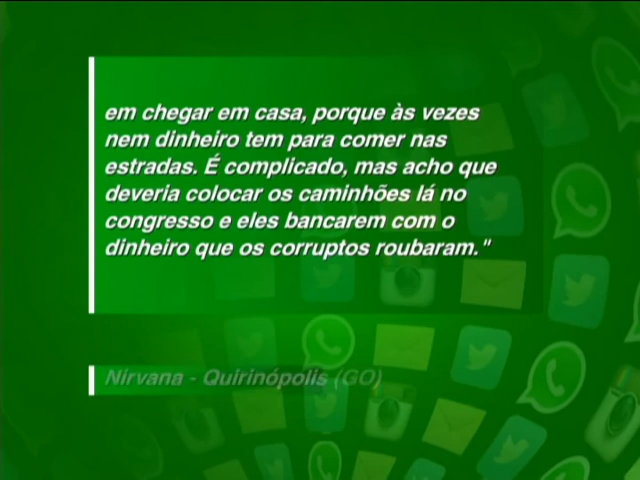 em chegar em casa, porque às vezes
nem dinheiro tem para comer nas
estradas. É complicado, mas acho que
deveria colocar os caminhões lá no
congresso e eles bancarem com o
dinheiro que os corruptos roubaram."
Nirvana - Quirinópolis (GO)